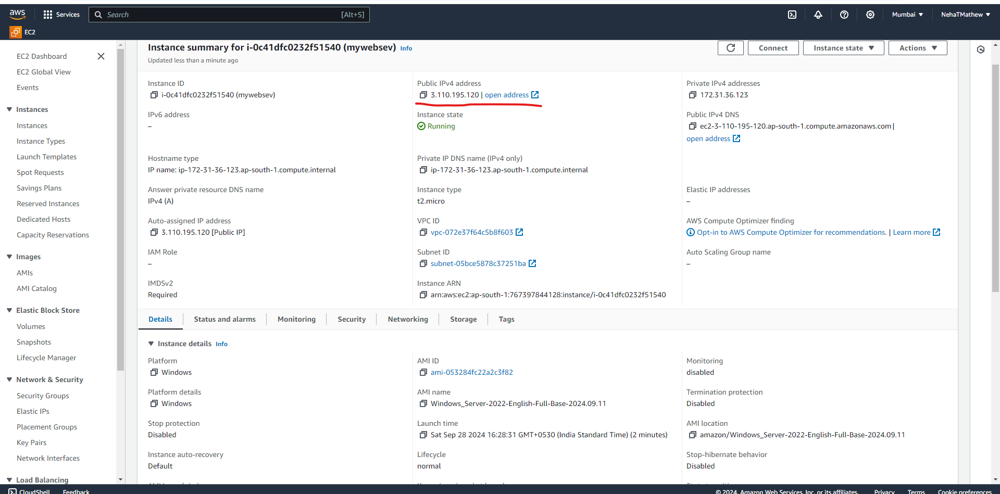 aws
Services
Search
[Alt+S]
Mumbai
NehaTMathew
EC2
EC2 Dashboard
EC2 Global View
Events
Instances
Instances
Instance Types
Launch Templates
Spot Requests
Savings Plans
Reserved Instances
Dedicated Hosts
Capacity Reservations
Images
AMIs
AMI Catalog
Elastic Block Store
Volumes
Snapshots
Lifecycle Manager
Network & Security
Security Groups
Elastic IPs
Placement Groups
Key Pairs
Network Interfaces
Load Balancing
Instance summary for i-0c41dfc0232f51540 (mywebsev) Info
Updated less than a minute ago
Connect
Instance state
Actions
Instance ID
i-0c41dfc0232f51540 (mywebsev)
Public IPv4 address
3.110.195.120 | open address
Private IPv4 addresses
172.31.36.123
IPv6 address
–
Instance state
Running
Public IPv4 DNS
ec2-3-110-195-120.ap-south-1.compute.amazonaws.com |
open address
Hostname type
IP name: ip-172-31-36-123.ap-south-1.compute.internal
Private IP DNS name (IPv4 only)
ip-172-31-36-123.ap-south-1.compute.internal
Answer private resource DNS name
IPv4 (A)
Instance type
t2.micro
Elastic IP addresses
–
Auto-assigned IP address
3.110.195.120 [Public IP]
VPC ID
vpc-072e37f64c5b8f603
AWS Compute Optimizer finding
Opt-in to AWS Compute Optimizer for recommendations. | Learn more
IAM Role
–
Subnet ID
subnet-05bce5878c37251ba
Auto Scaling Group name
–
IMDSv2
Required
Instance ARN
arn:aws:ec2:ap-south-1:767397844128:instance/i-0c41dfc0232f51540
Details
Status and alarms
Monitoring
Security
Networking
Storage
Tags
Instance details Info
Platform
Windows
AMI ID
ami-053284fc22a2c3f82
Monitoring
disabled
Platform details
Windows
AMI name
Windows_Server-2022-English-Full-Base-2024.09.11
Termination protection
Disabled
Stop protection
Disabled
Launch time
Sat Sep 28 2024 16:28:31 GMT+0530 (India Standard Time) (2 minutes)
AMI location
amazon/Windows_Server-2022-English-Full-Base-2024.09.11
Instance auto-recovery
Default
Lifecycle
normal
Stop-hibernate behavior
Disabled
CloudShell
Feedback
© 2024, Amazon Web Services, Inc. or its affiliates.
Privacy
Terms
Cookie preferences